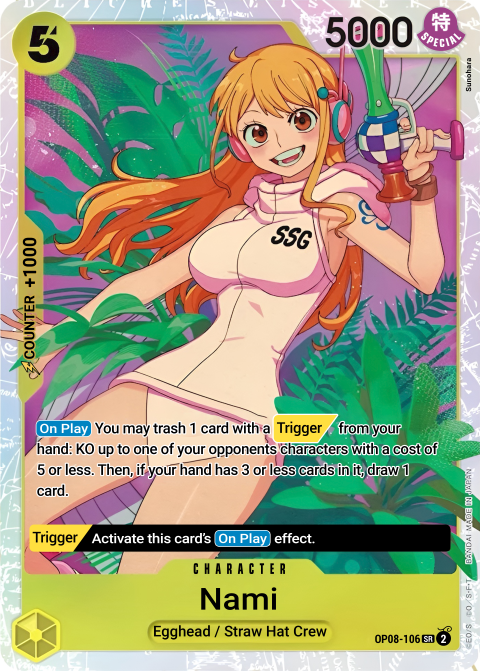 5
5000
特
SPECIAL
Sunohara
SSG
COUNTER +1000
On Play You may trash 1 card with a Trigger from your
hand: KO up to one of your opponents characters with a cost of
5 or less. Then, if your hand has 3 or less cards in it, draw 1
card.
Trigger Activate this card's On Play effect.
CHARACTER
Nami
Egghead / Straw Hat Crew
OP08-106 SR 2
BANDAI MADE IN JAPAN
©E.O/S. ©O./S-F-T